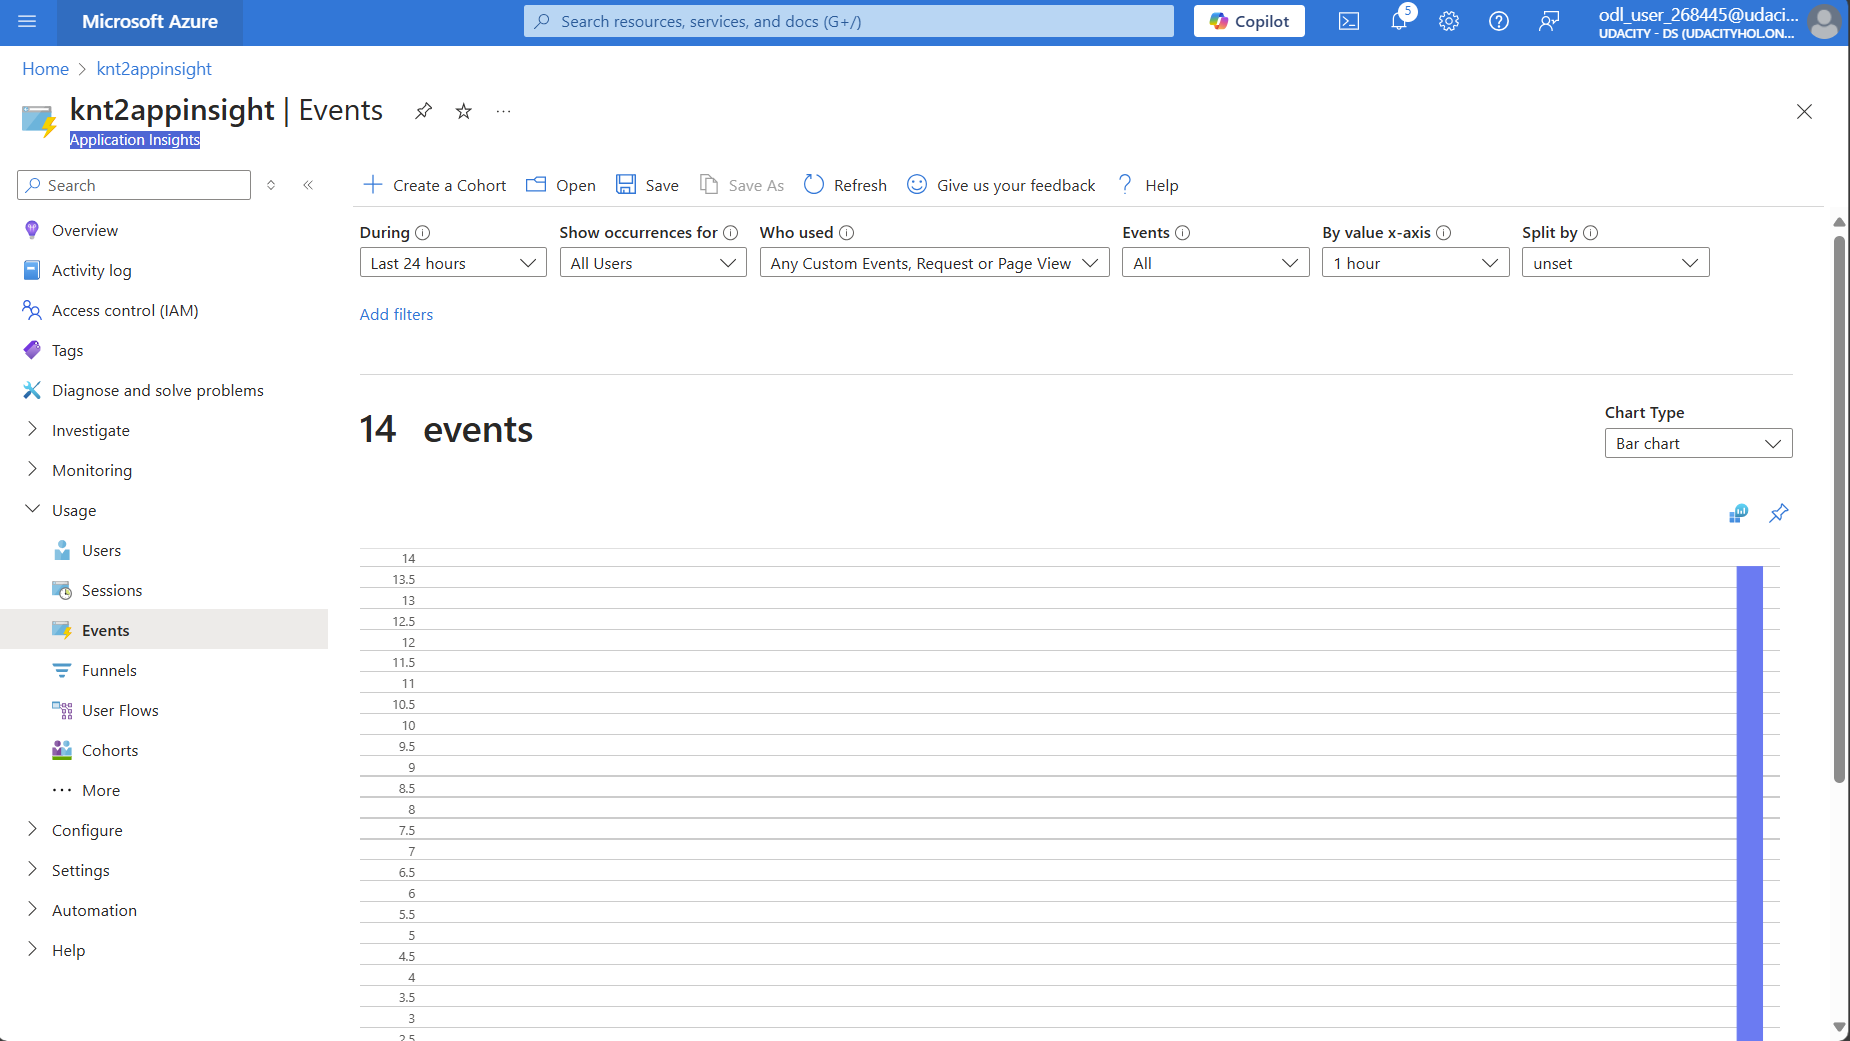 Microsoft Azure
Search resources, services, and docs (G+/)
Copilot
5
odl_user_268445@udaci...
UDACITY - DS (UDACITYHOL.ON...
Home > knt2appinsight
knt2appinsight | Events
Application Insights
Search
Create a Cohort
Open
Save
Save As
Refresh
Give us your feedback
Help
Overview
Activity log
Access control (IAM)
Tags
Diagnose and solve problems
Investigate
Monitoring
Usage
Users
Sessions
Events
Funnels
User Flows
Cohorts
More
Configure
Settings
Automation
Help
During
Show occurrences for
Who used
Events
By value x-axis
Split by
Last 24 hours
All Users
Any Custom Events, Request or Page View
All
1 hour
unset
Add filters
14 events
Chart Type
Bar chart
14
13.5
13
12.5
12
11.5
11
10.5
10
9.5
9
8.5
8
7.5
7
6.5
6
5.5
5
4.5
4
3.5
3
2.5